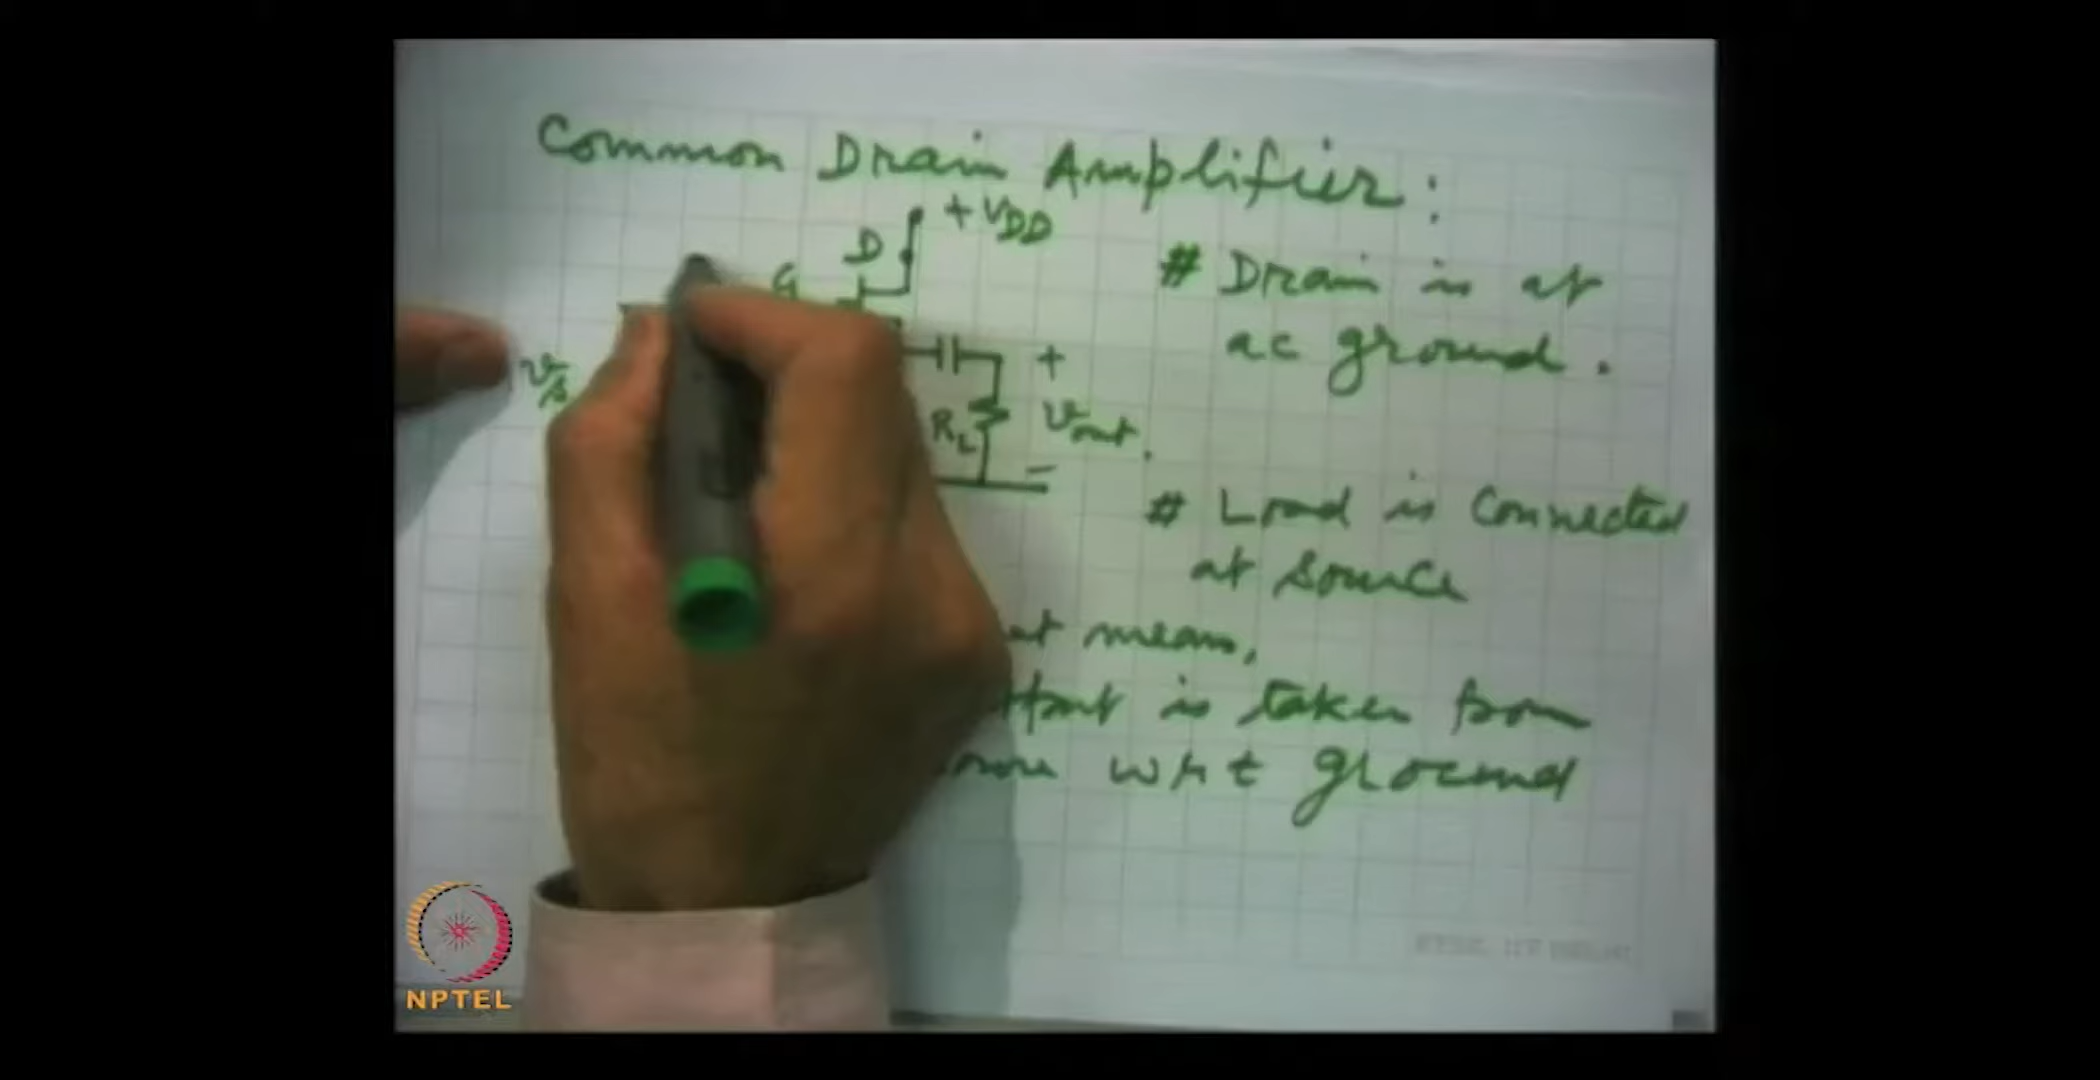 Common Drain Amplifier :
+VDD
D
G
# Drain is at
ac ground.
+
vs
RL
vout.
-
# Load is connected
at source
means,
is taken from
wrt ground
NPTEL